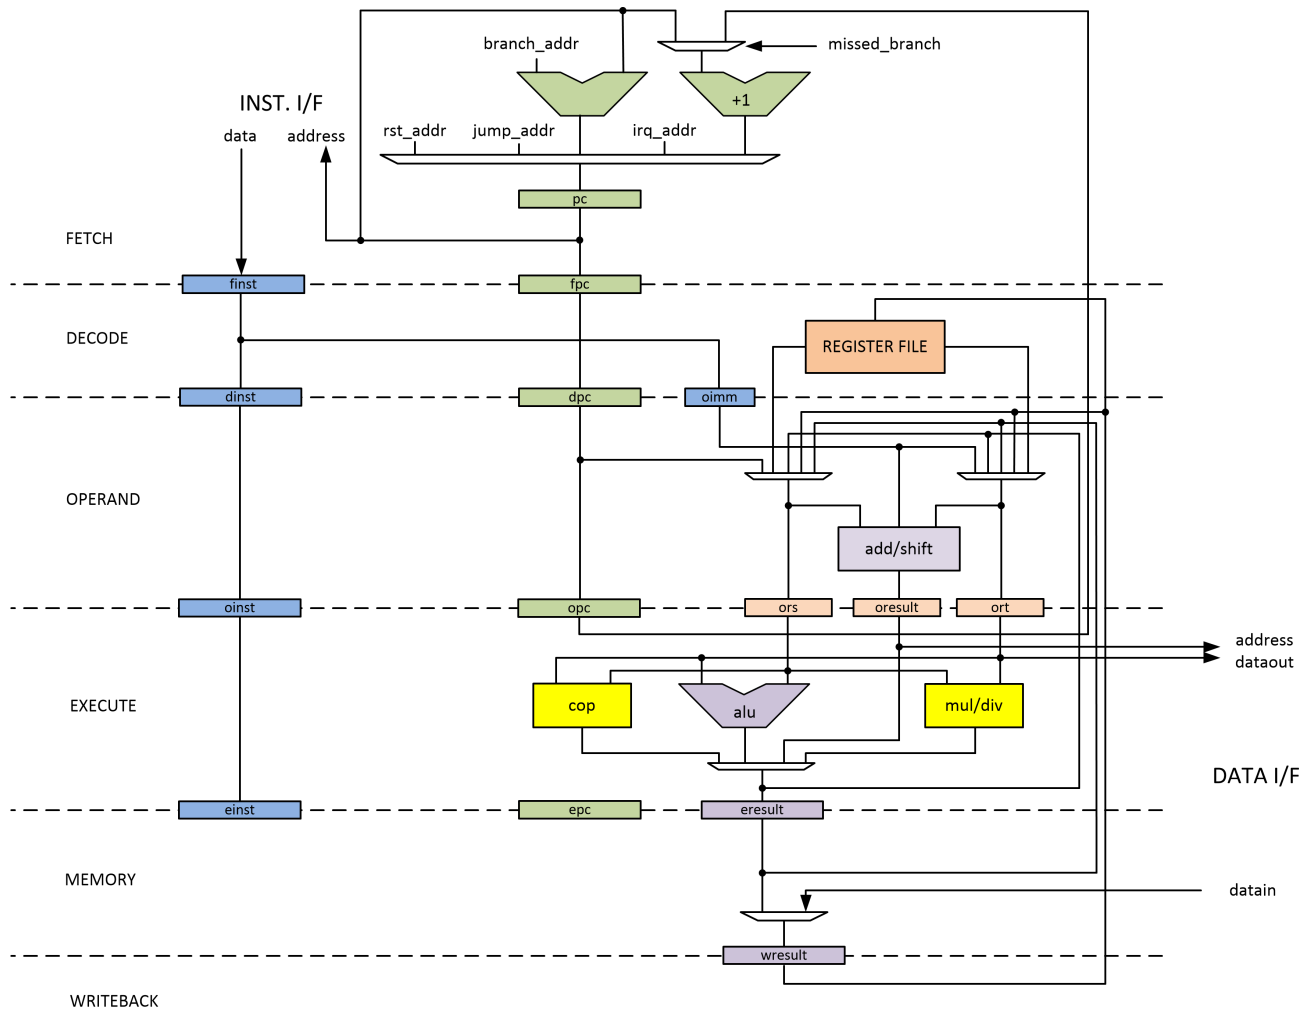 branch_addr
missed_branch
+1
INST. I/F
data
address
rst_addr
jump_addr
irq_addr
pc
FETCH
finst
fpc
DECODE
REGISTER FILE
dinst
dpc
oimm
OPERAND
add/shift
oinst
opc
ors
oresult
ort
address
dataout
EXECUTE
cop
alu
mul/div
DATA I/F
einst
epc
eresult
MEMORY
datain
wresult
WRITEBACK